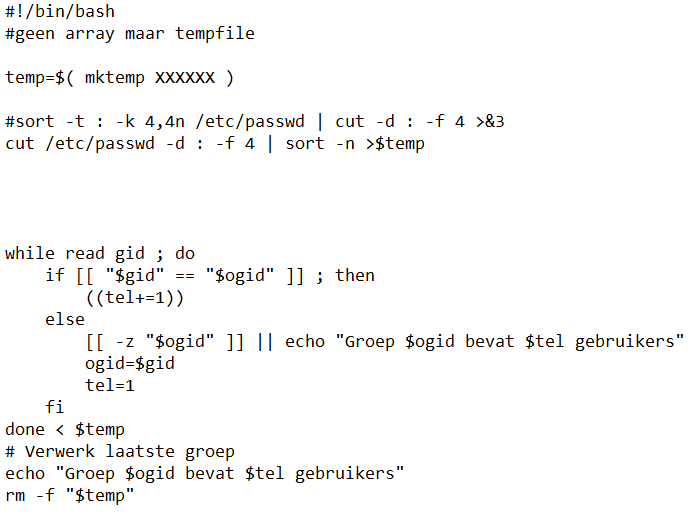 #!/bin/bash
#geen array maar tempfile

temp=$( mktemp XXXXXX )

#sort -t : -k 4,4n /etc/passwd | cut -d : -f 4 >&3
cut /etc/passwd -d : -f 4 | sort -n >$temp

while read gid ; do
    if [[ "$gid" == "$ogid" ]] ; then
        ((tel+=1))
    else
        [[ -z "$ogid" ]] || echo "Groep $ogid bevat $tel gebruikers"
        ogid=$gid
        tel=1
    fi
done < $temp
# Verwerk laatste groep
echo "Groep $ogid bevat $tel gebruikers"
rm -f "$temp"